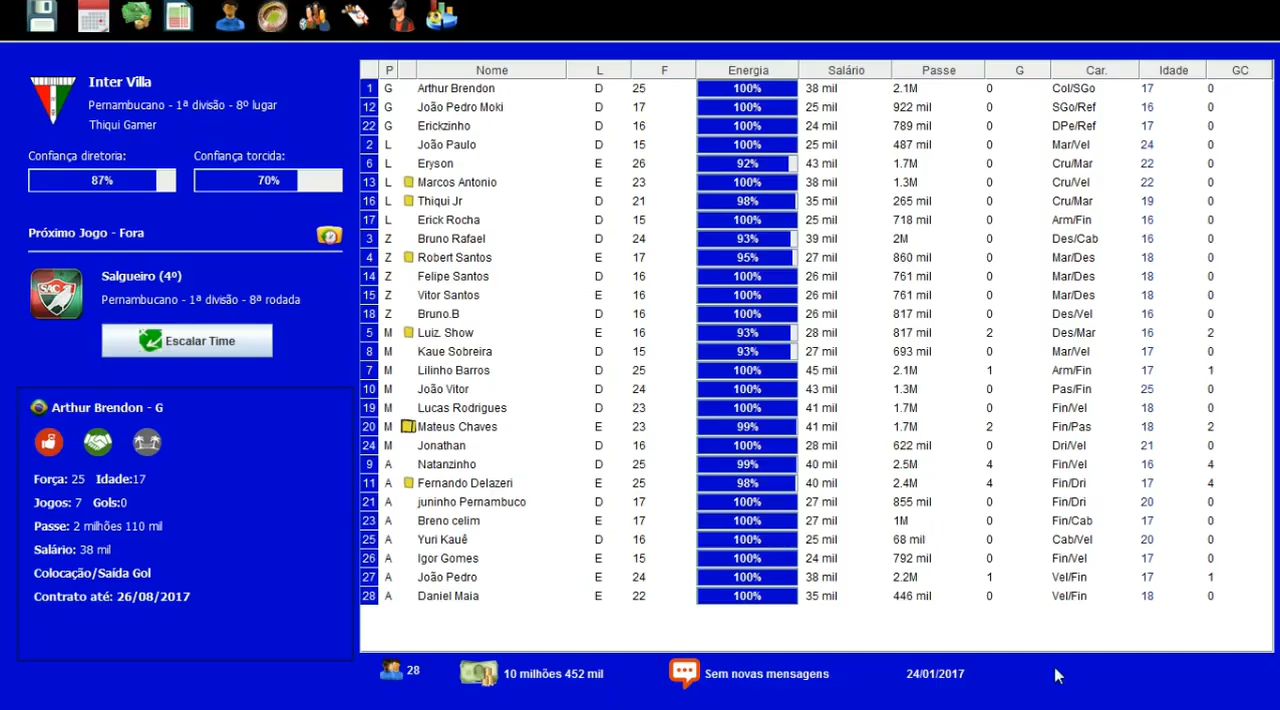 Inter Villa
Pernambucano - 1ª divisão - 8º lugar
Thiqui Gamer
Confiança diretoria: Confiança torcida:
87% 70%
Próximo Jogo - Fora
SAC
Salgueiro (4º)
Pernambucano - 1ª divisão - 8ª rodada
Escalar Time
Arthur Brendon - G
Força: 25 Idade:17
Jogos: 7 Gols:0
Passe: 2 milhões 110 mil
Salário: 38 mil
Colocação/Saída Gol
Contrato até: 26/08/2017
P Nome L F Energia Salário Passe G Car. Idade GC
1 G Arthur Brendon D 25 100% 38 mil 2.1M 0 Col/SGo 17 0
12 G João Pedro Moki D 17 100% 43 mil 922 mil 0 SGo/Ref 16 0
22 G Erickzinho D 16 100% 24 mil 789 mil 0 DPe/Ref 17 0
2 L João Paulo D 15 100% 25 mil 487 mil 0 Mar/Vel 24 0
6 L Eryson E 26 92% 43 mil 1.7M 0 Cru/Mar 22 0
13 L Marcos Antonio E 23 100% 38 mil 1.3M 0 Cru/Vel 22 0
16 L Thiqui Jr D 21 98% 35 mil 265 mil 0 Cru/Mar 19 0
17 L Erick Rocha D 15 100% 25 mil 718 mil 0 Arm/Fin 16 0
3 Z Bruno Rafael D 24 93% 39 mil 2M 0 Des/Cab 16 0
4 Z Robert Santos E 17 95% 27 mil 860 mil 0 Mar/Des 18 0
14 Z Felipe Santos D 16 100% 26 mil 761 mil 0 Mar/Des 18 0
15 Z Vitor Santos E 16 100% 26 mil 761 mil 0 Mar/Des 18 0
18 Z Bruno.B D 16 100% 26 mil 817 mil 0 Des/Vel 16 0
5 M Luiz. Show E 16 93% 28 mil 817 mil 2 Des/Mar 16 2
8 M Kaue Sobreira D 15 93% 27 mil 693 mil 0 Mar/Vel 17 0
7 M Lilinho Barros D 25 100% 45 mil 2.1M 1 Arm/Fin 17 1
10 M João Vitor D 24 100% 43 mil 1.3M 0 Pas/Fin 25 0
19 M Lucas Rodrigues D 23 100% 41 mil 1.7M 0 Fin/Vel 18 0
20 M Mateus Chaves E 23 99% 41 mil 1.7M 2 Fin/Pas 18 2
24 M Jonathan D 16 100% 28 mil 622 mil 0 Dri/Vel 21 0
9 A Natanzinho D 25 99% 40 mil 2.5M 4 Fin/Vel 16 4
11 A Fernando Delazeri E 25 98% 40 mil 2.4M 4 Fin/Dri 17 4
21 A juninho Pernambuco D 17 100% 27 mil 855 mil 0 Fin/Dri 20 0
23 A Breno celim E 17 100% 27 mil 1M 0 Fin/Cab 17 0
25 A Yuri Kauê D 16 100% 25 mil 68 mil 0 Cab/Vel 20 0
26 A Igor Gomes E 15 100% 24 mil 792 mil 0 Fin/Vel 17 0
27 A João Pedro E 24 100% 38 mil 2.2M 1 Vel/Fin 17 1
28 A Daniel Maia E 22 100% 35 mil 446 mil 0 Vel/Fin 18 0
28 10 milhões 452 mil Sem novas mensagens 24/01/2017